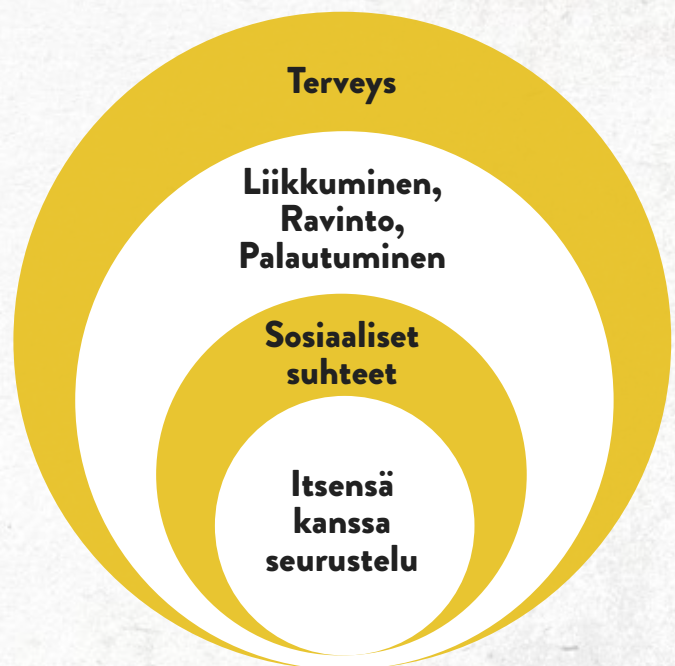 Terveys
Liikkuminen,
Ravinto,
Palautuminen
Sosiaaliset
suhteet
Itsensä
kanssa
seurustelu